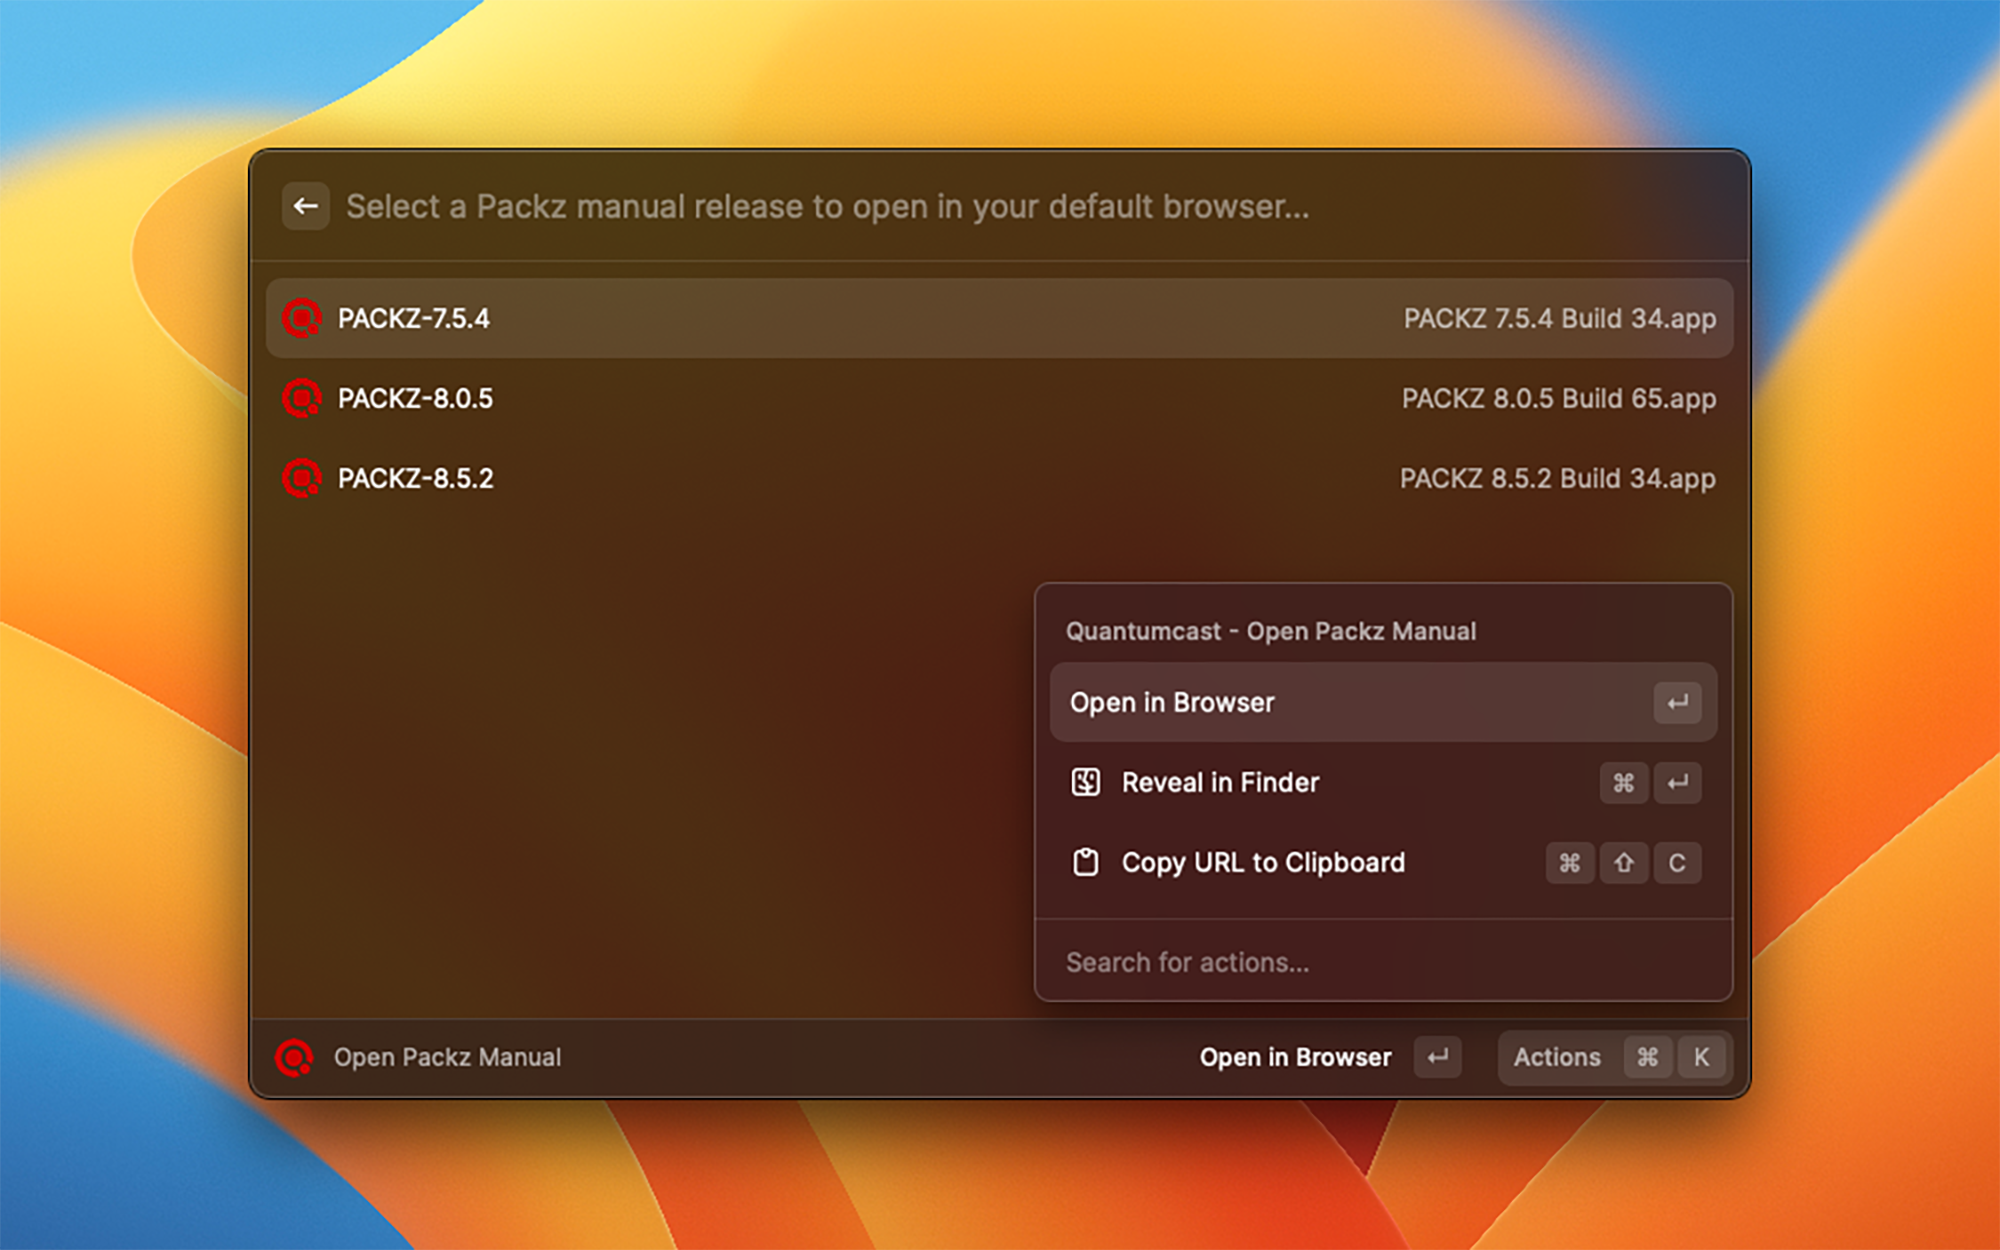 Select a Packz manual release to open in your default browser...
PACKZ-7.5.4 PACKZ 7.5.4 Build 34.app
PACKZ-8.0.5 PACKZ 8.0.5 Build 65.app
PACKZ-8.5.2 PACKZ 8.5.2 Build 34.app
Quantumcast - Open Packz Manual
Open in Browser ↵
Reveal in Finder ⌘ ↵
Copy URL to Clipboard ⌘ ⇧ C
Search for actions...
Open Packz Manual Open in Browser ↵ Actions ⌘ K